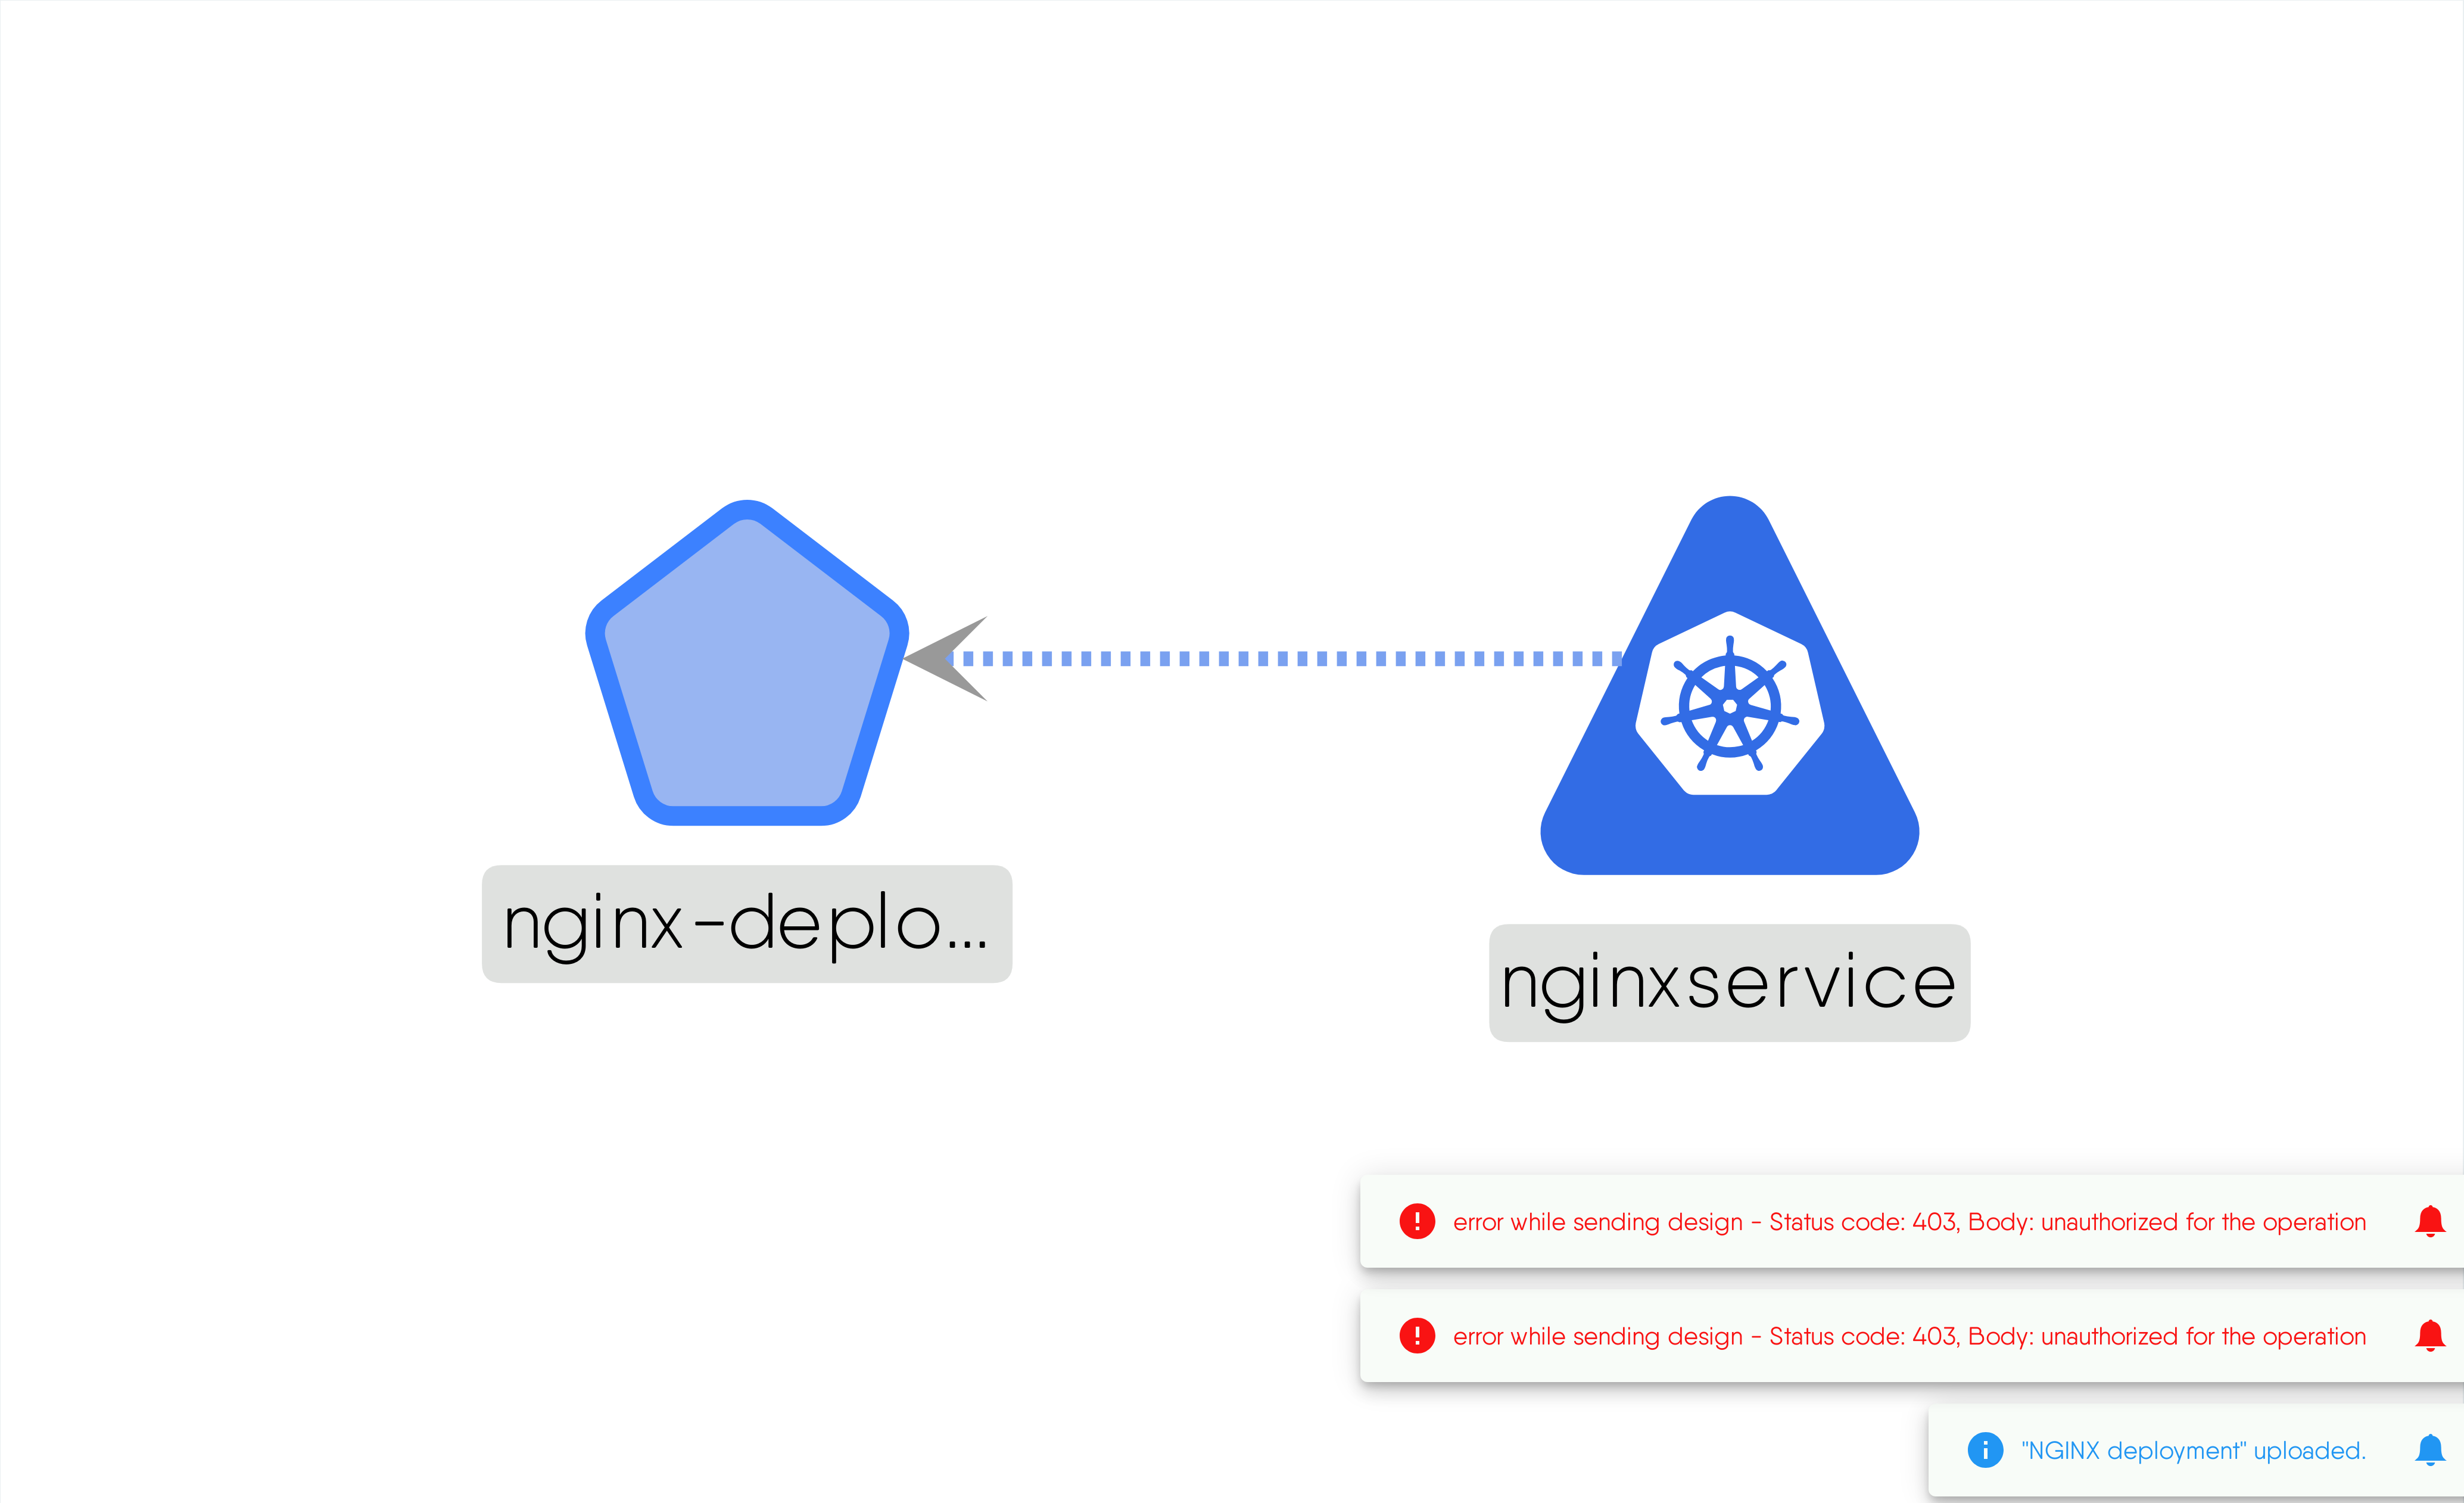 nginx-deplo...
nginxservice
error while sending design - Status code: 403, Body: unauthorized for the operation
error while sending design - Status code: 403, Body: unauthorized for the operation
"NGINX deployment" uploaded.